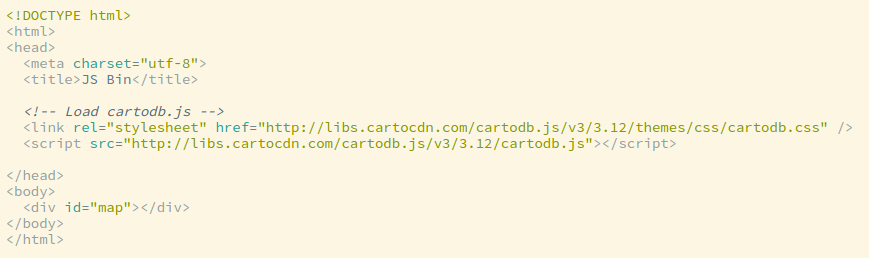 <!DOCTYPE html>
<html>
<head>
  <meta charset="utf-8">
  <title>JS Bin</title>

  <!-- Load cartodb.js -->
  <link rel="stylesheet" href="http://libs.cartocdn.com/cartodb.js/v3/3.12/themes/css/cartodb.css" />
  <script src="http://libs.cartocdn.com/cartodb.js/v3/3.12/cartodb.js"></script>

</head>
<body>
  <div id="map"></div>
</body>
</html>